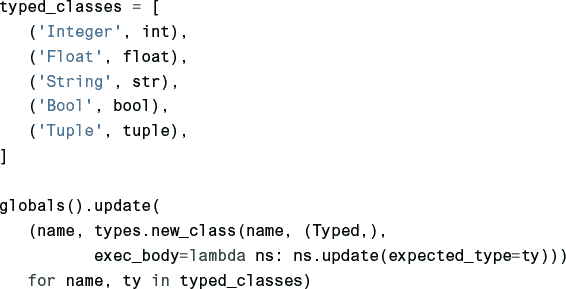 typed_classes = [
   ('Integer', int),
   ('Float', float),
   ('String', str),
   ('Bool', bool),
   ('Tuple', tuple),
]

globals().update(
   (name, types.new_class(name, (Typed,),
          exec_body=lambda ns: ns.update(expected_type=ty)))
   for name, ty in typed_classes)